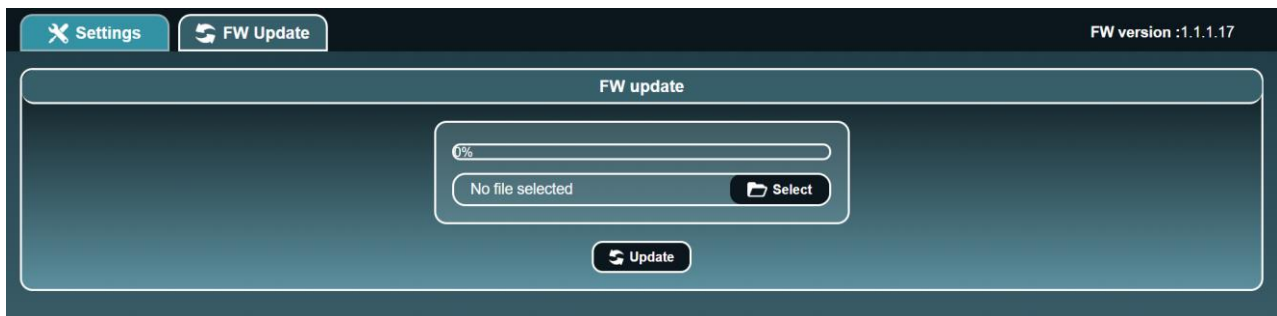 Settings
FW Update
FW version :1.1.1.17
FW update
0%
No file selected
Select
Update